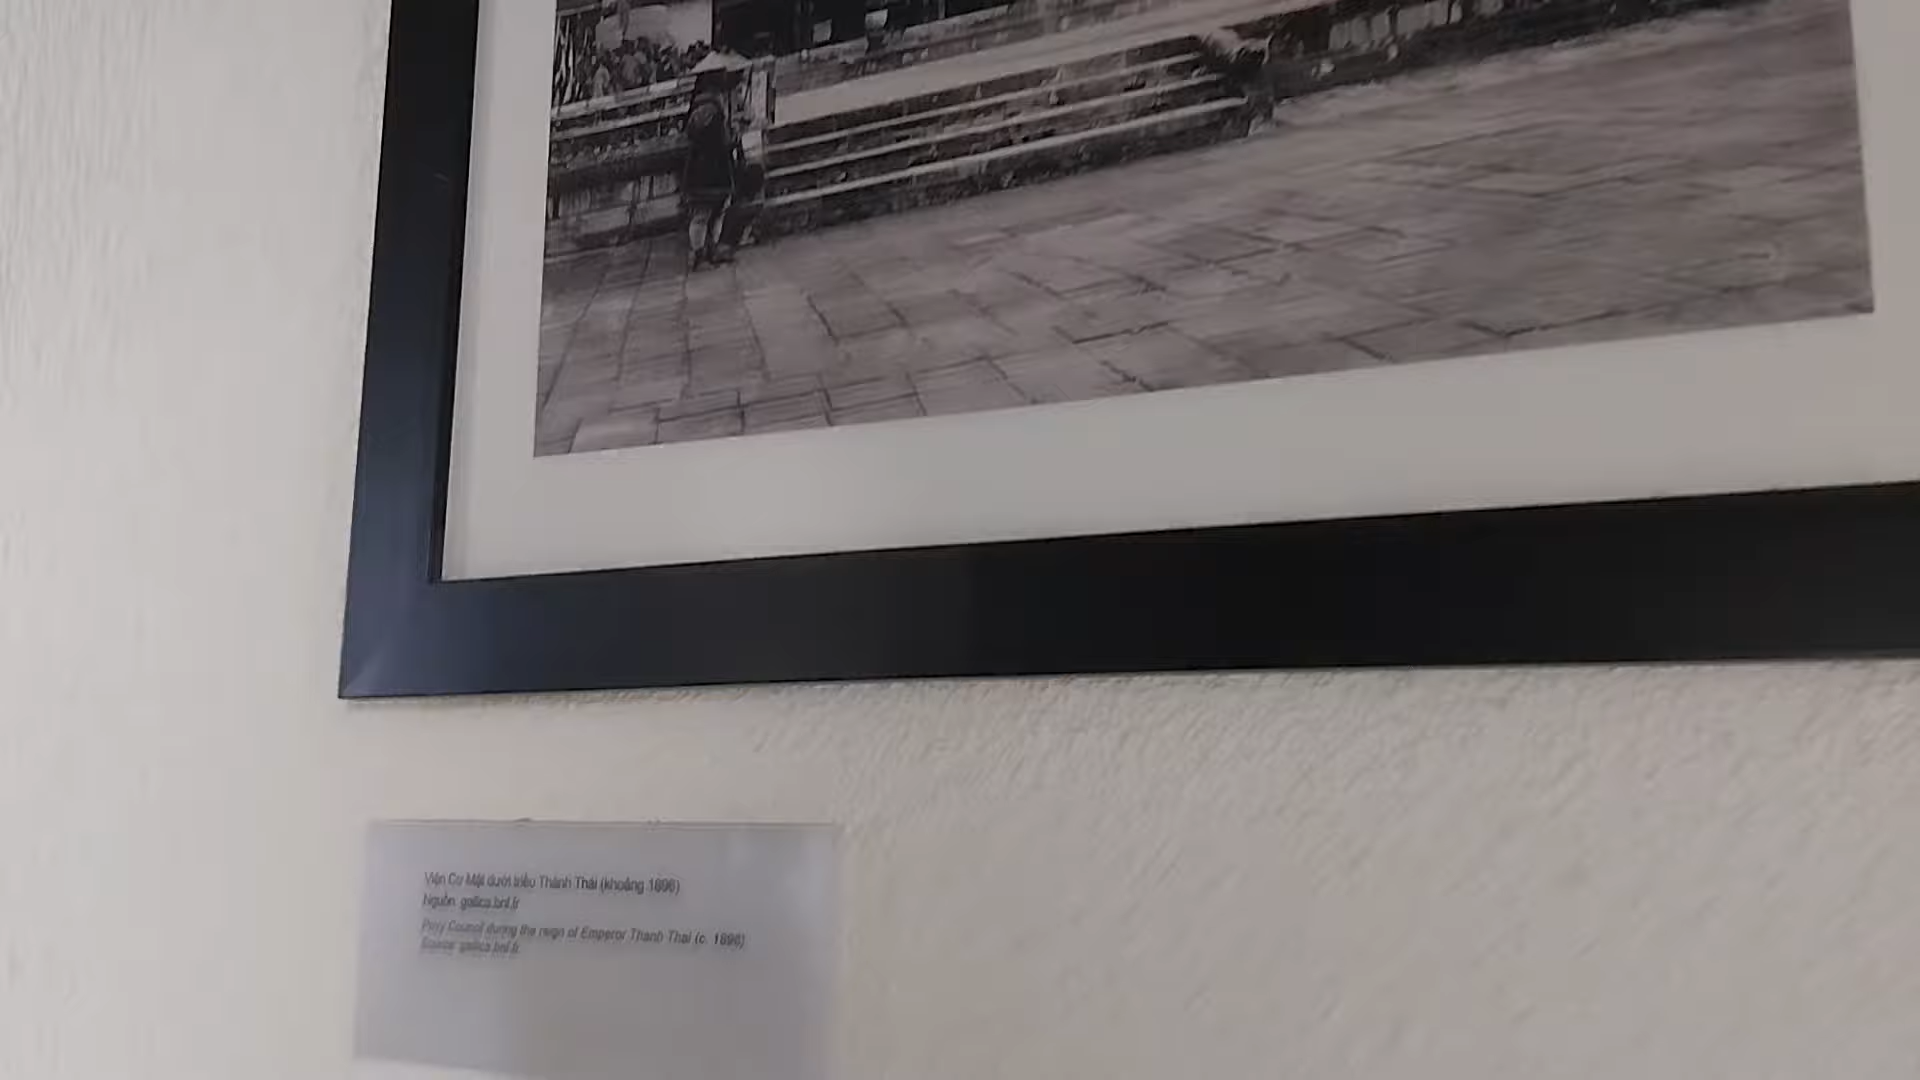 Viện Cơ Mật dưới triều Thành Thái (khoảng 1896)
Nguồn: gallica.bnf.fr
Privy Council during the reign of Emperor Thanh Thai (c. 1896)
Source: gallica.bnf.fr